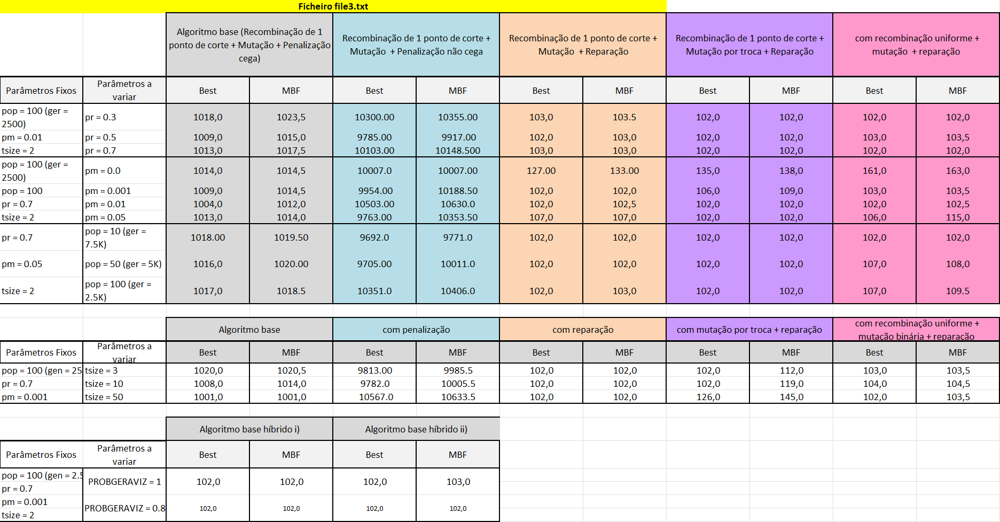 Ficheiro file3.txt
Algoritmo base (Recombinação de 1
ponto de corte + Mutação + Penalização
cega)
Recombinação de 1 ponto de corte +
Mutação  + Penalização não cega
Recombinação de 1 ponto de corte +
Mutação  + Reparação
Recombinação de 1 ponto de corte +
Mutação por troca + Reparação
com recombinação uniforme +
mutação  + reparação
Parâmetros Fixos
Parâmetros a
variar
Best MBF Best MBF Best MBF Best MBF Best MBF
pop = 100 (ger =
2500)
pr = 0.3 1018,0 1023,5 10300.00 10355.00 103,0 103.5 102,0 102,0 102,0 102,0
pm = 0.01 pr = 0.5 1009,0 1015,0 9785.00 9917.00 102,0 103,0 102,0 102,0 103,0 103,5
tsize = 2 pr = 0.7 1013,0 1017,5 10103.00 10148.500 103,0 103,0 102,0 102,0 102,0 102,0
pop = 100 (ger =
2500)
pm = 0.0 1014,0 1014,5 10007.0 10007.00 127.00 133.00 135,0 138,0 161,0 163,0
pop = 100 pm = 0.001 1009,0 1014,5 9954.00 10188.50 102,0 102,0 106,0 109,0 103,0 103,5
pr = 0.7 pm = 0.01 1004,0 1012,0 10503.00 10630.0 102,0 102,5 102,0 102,0 102,0 102,5
tsize = 2 pm = 0.05 1013,0 1014,0 9763.00 10353.50 107,0 107,0 102,0 102,0 106,0 115,0
pr = 0.7
pop = 10 (ger =
7.5K)
1018.00 1019.50 9692.0 9771.0 102,0 102,0 102,0 102,0 102,0 102,0
pm = 0.05 pop = 50 (ger = 5K) 1016,0 1020.00 9705.00 10011.0 102,0 102,0 102,0 102,0 107,0 108,0
tsize = 2
pop = 100 (ger =
2.5K)
1017,0 1018.5 10351.0 10406.0 102,0 103,0 102,0 102,0 107,0 109.5
Algoritmo base
com penalização
com reparação
com mutação por troca + reparação
com recombinação uniforme +
mutação binária + reparação
Parâmetros Fixos
Parâmetros a
variar
Best MBF Best MBF Best MBF Best MBF Best MBF
pop = 100 (gen = 25 tsize = 3 1020,0 1020,5 9813.00 9985.5 102,0 102,0 102,0 112,0 103,0 103,5
pr = 0.7 tsize = 10 1008,0 1014,0 9782.0 10005.5 102,0 102,0 102,0 119,0 104,0 104,5
pm = 0.001 tsize = 50 1001,0 1001,0 10567.0 10633.5 102,0 102,0 126,0 145,0 102,0 103,5
Algoritmo base híbrido i)
Algoritmo base híbrido ii)
Parâmetros Fixos
Parâmetros a
variar
Best MBF Best MBF
pop = 100 (gen = 2.5
pr = 0.7
PROBGERAVIZ = 1 102,0 102,0 102,0 103,0
pm = 0.001
tsize = 2
PROBGERAVIZ = 0.8 102,0 102,0 102,0 102,0